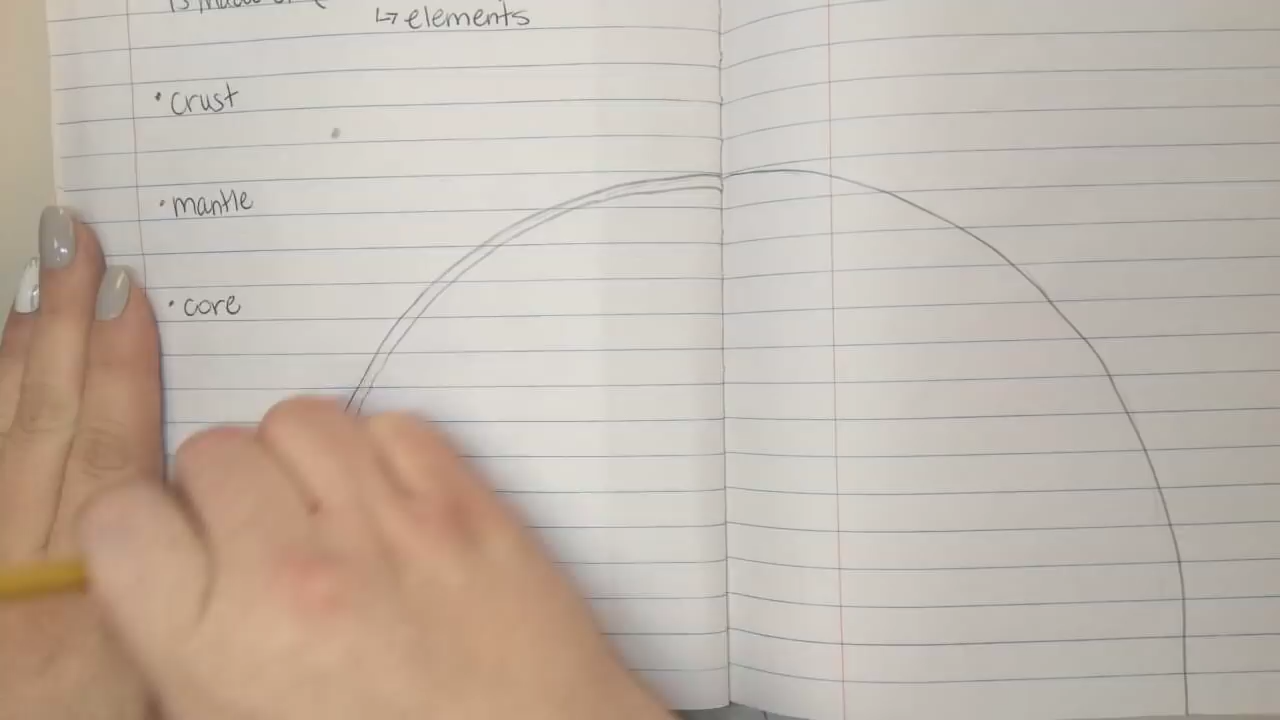 ↳ elements
• crust
• mantle
• core